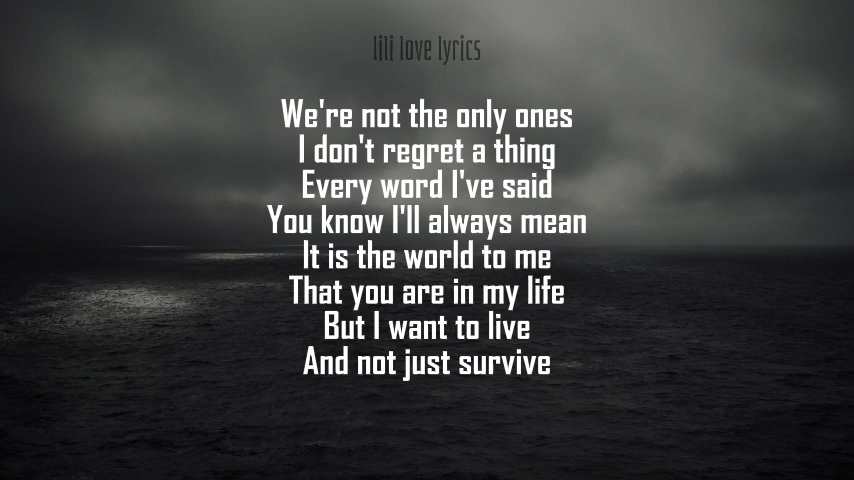 lili love lyrics
We're not the only ones
I don't regret a thing
Every word I've said
You know I'll always mean
It is the world to me
That you are in my life
But I want to live
And not just survive